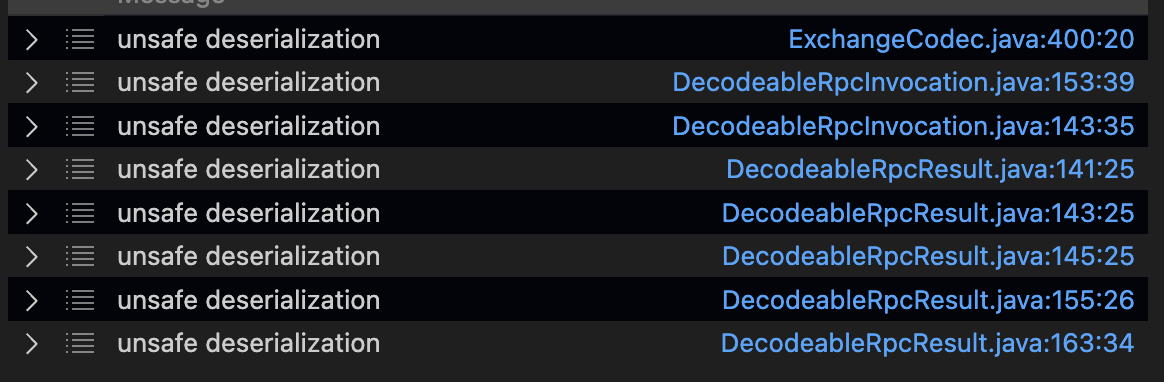 Message
unsafe deserialization ExchangeCodec.java:400:20
unsafe deserialization DecodeableRpcInvocation.java:153:39
unsafe deserialization DecodeableRpcInvocation.java:143:35
unsafe deserialization DecodeableRpcResult.java:141:25
unsafe deserialization DecodeableRpcResult.java:143:25
unsafe deserialization DecodeableRpcResult.java:145:25
unsafe deserialization DecodeableRpcResult.java:155:26
unsafe deserialization DecodeableRpcResult.java:163:34